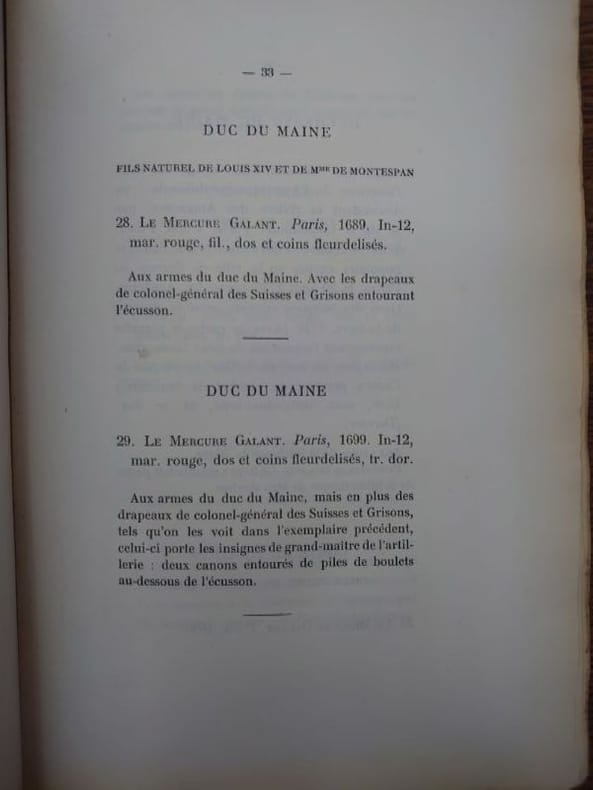 — 33 —
DUC DU MAINE
FILS NATUREL DE LOUIS XIV ET DE Mme DE MONTESPAN
28. Le Mercure Galant. Paris, 1689. In-12,
mar. rouge, fil., dos et coins fleurdelisés.
Aux armes du duc du Maine. Avec les drapeaux
de colonel-général des Suisses et Grisons entourant
l'écusson.
DUC DU MAINE
29. Le Mercure Galant. Paris, 1699. In-12,
mar. rouge, dos et coins fleurdelisés, tr. dor.
Aux armes du duc du Maine, mais en plus des
drapeaux de colonel-général des Suisses et Grisons,
tels qu'on les voit dans l'exemplaire précédent,
celui-ci porte les insignes de grand-maître de l'artil-
lerie : deux canons entourés de piles de boulets
au-dessous de l'écusson.